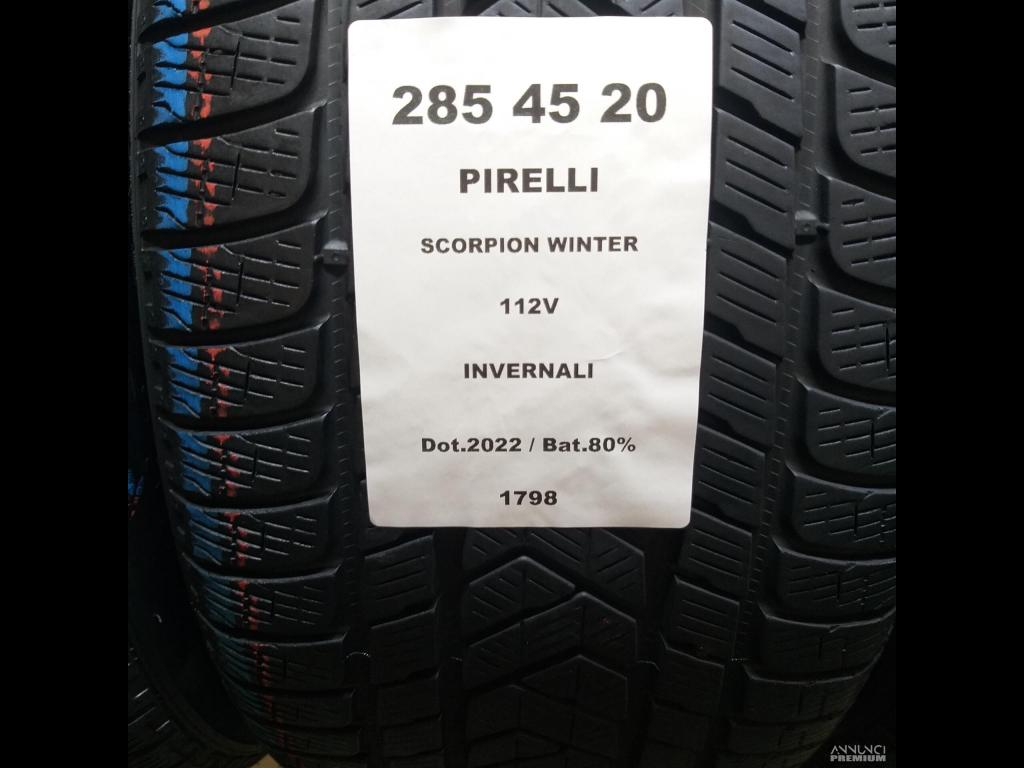 285 45 20
PIRELLI
SCORPION WINTER
112V
INVERNALI
Dot.2022 / Bat.80%
1798
ANNUNCI
PREMIUM